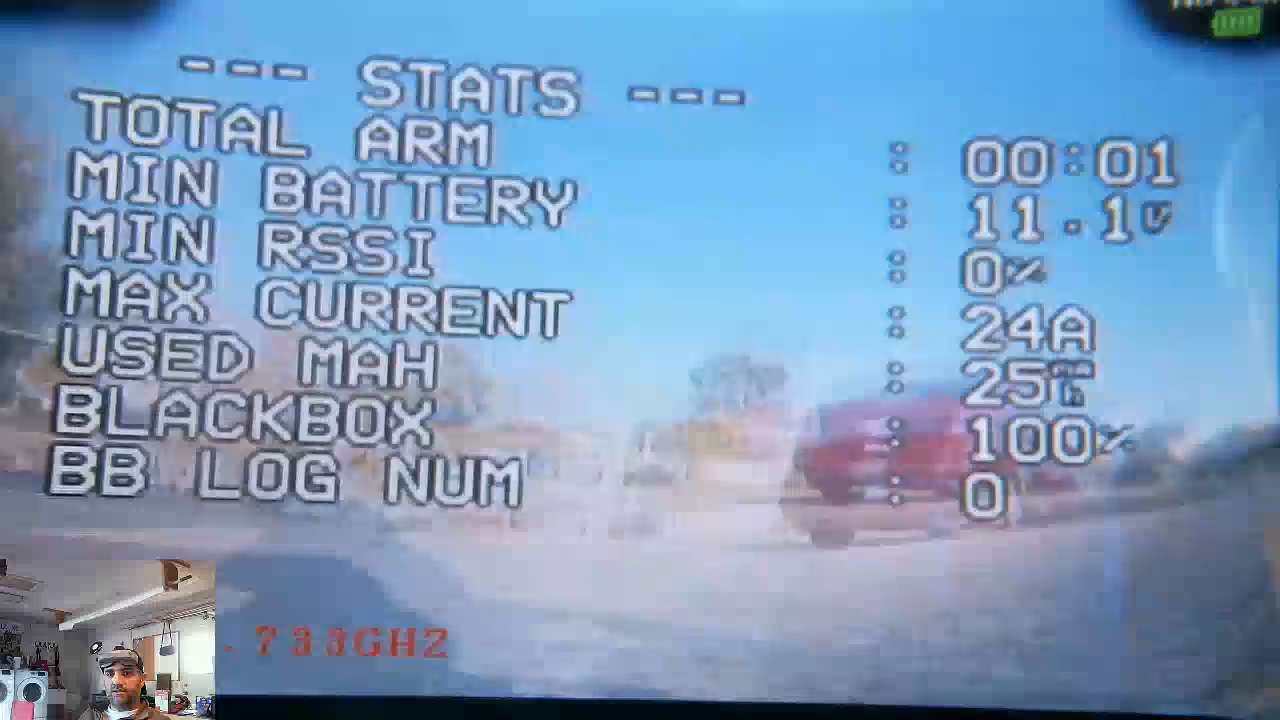 --- STATS ---
TOTAL ARM : 00:01
MIN BATTERY : 11.1V
MIN RSSI : 0%
MAX CURRENT : 24A
USED MAH : 25
BLACKBOX : 100%
BB LOG NUM : 0
.733GHZ